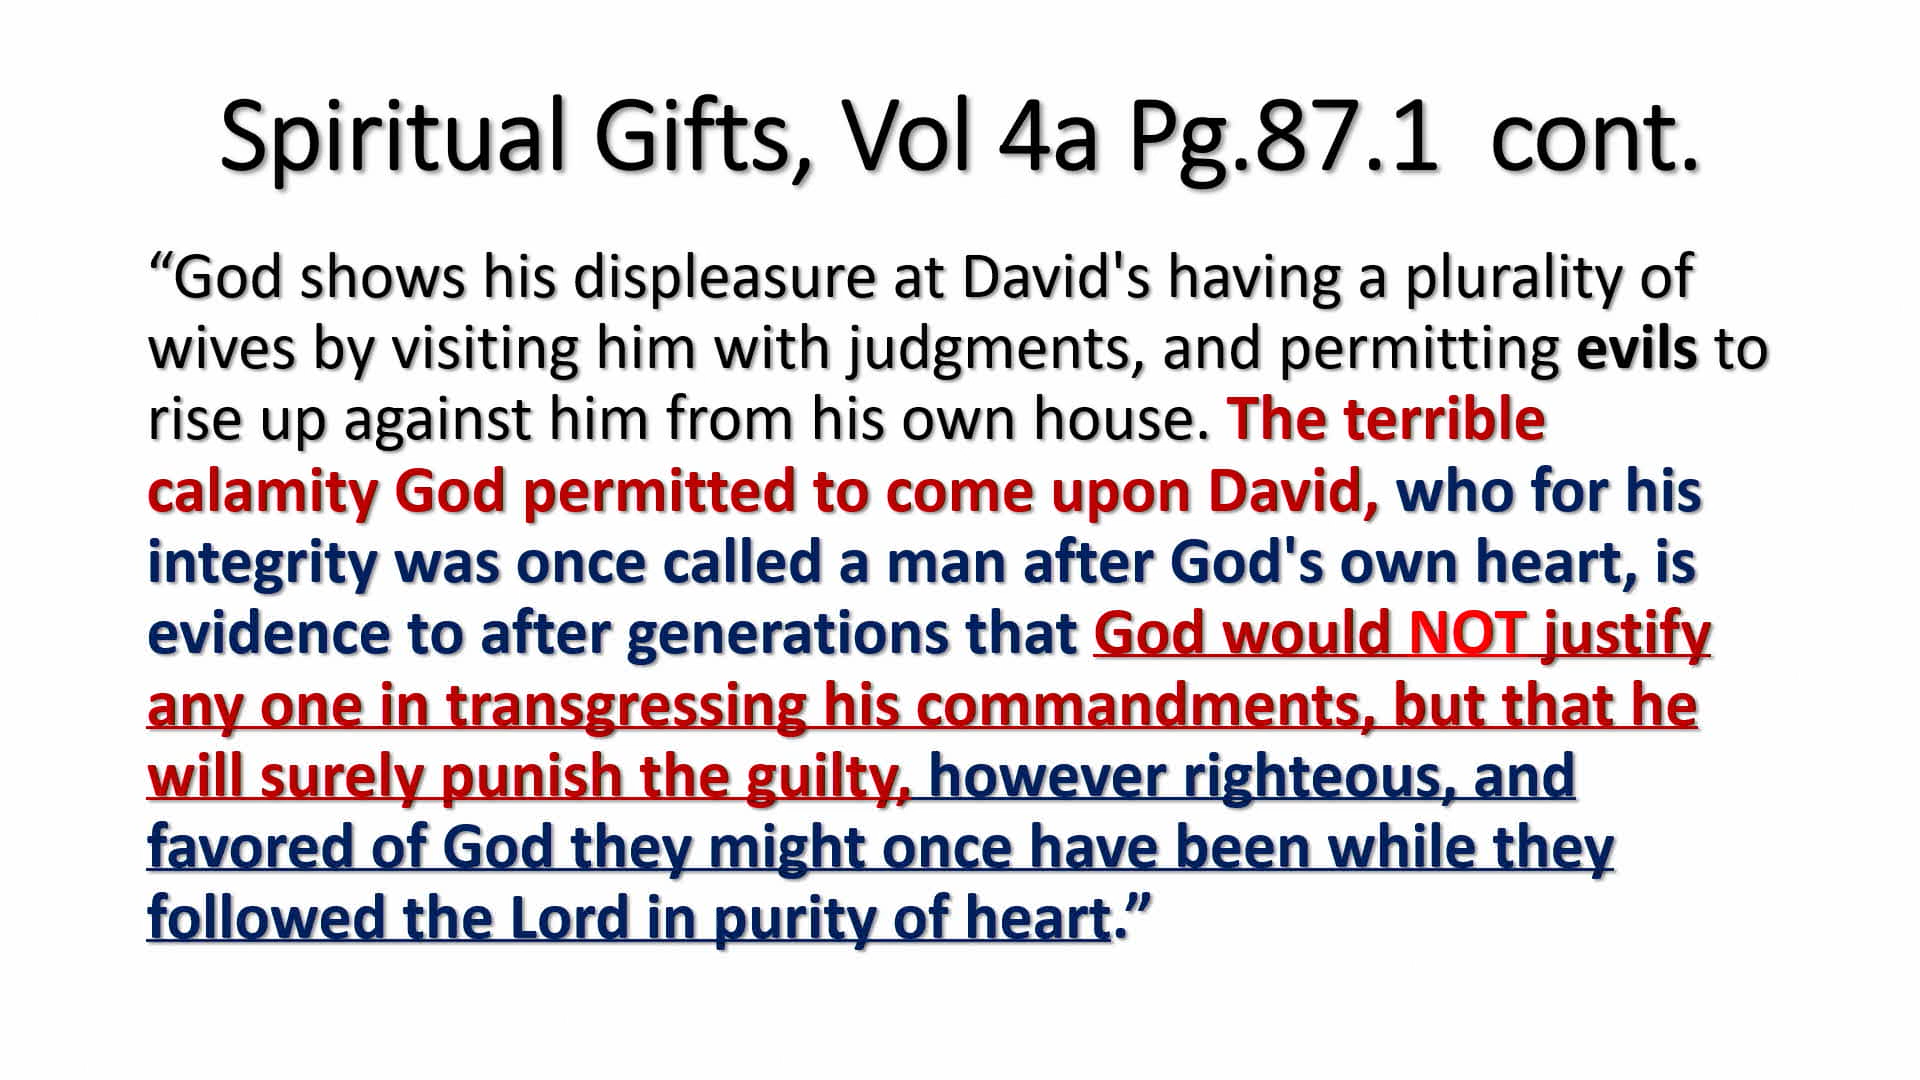 Spiritual Gifts, Vol 4a Pg.87.1  cont.
“God shows his displeasure at David's having a plurality of
wives by visiting him with judgments, and permitting evils to
rise up against him from his own house. The terrible
calamity God permitted to come upon David, who for his
integrity was once called a man after God's own heart, is
evidence to after generations that God would NOT justify
any one in transgressing his commandments, but that he
will surely punish the guilty, however righteous, and
favored of God they might once have been while they
followed the Lord in purity of heart.”